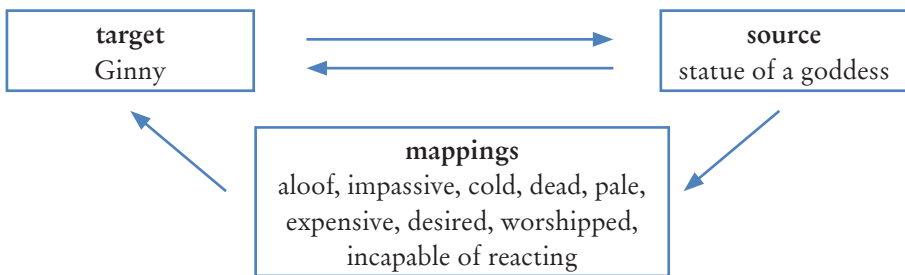 target
Ginny
source
statue of a goddess
mappings
aloof, impassive, cold, dead, pale,
expensive, desired, worshipped,
incapable of reacting